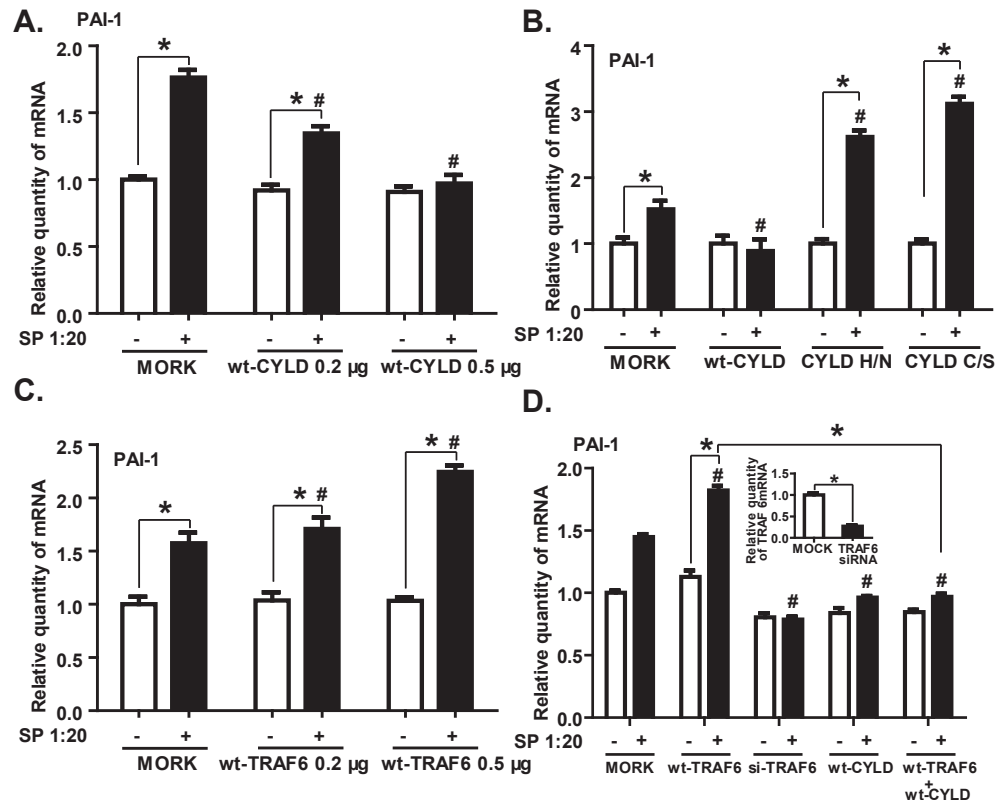 A.
PAI-1
Relative quantity of mRNA
2.0
1.5
1.0
0.5
0.0
*
* #
#
SP 1:20
- + - + - +
MORK wt-CYLD 0.2 µg wt-CYLD 0.5 µg
B.
PAI-1
Relative quantity of mRNA
4
3
2
1
0
*
#
*
#
*
#
SP 1:20
- + - + - + - +
MORK wt-CYLD CYLD H/N CYLD C/S
C.
PAI-1
Relative quantity of mRNA
2.5
2.0
1.5
1.0
0.5
0.0
*
* #
* #
SP 1:20
- + - + - +
MORK wt-TRAF6 0.2 µg wt-TRAF6 0.5 µg
D.
PAI-1
Relative quantity of mRNA
2.0
1.5
1.0
0.5
0.0
*
*
#
#
#
#
Relative quantity
of TRAF 6mRNA
1.5
1.0
0.5
0.0
*
MOCK TRAF6
siRNA
SP 1:20
- + - + - + - + - +
MORK wt-TRAF6 si-TRAF6 wt-CYLD wt-TRAF6
+
wt-CYLD